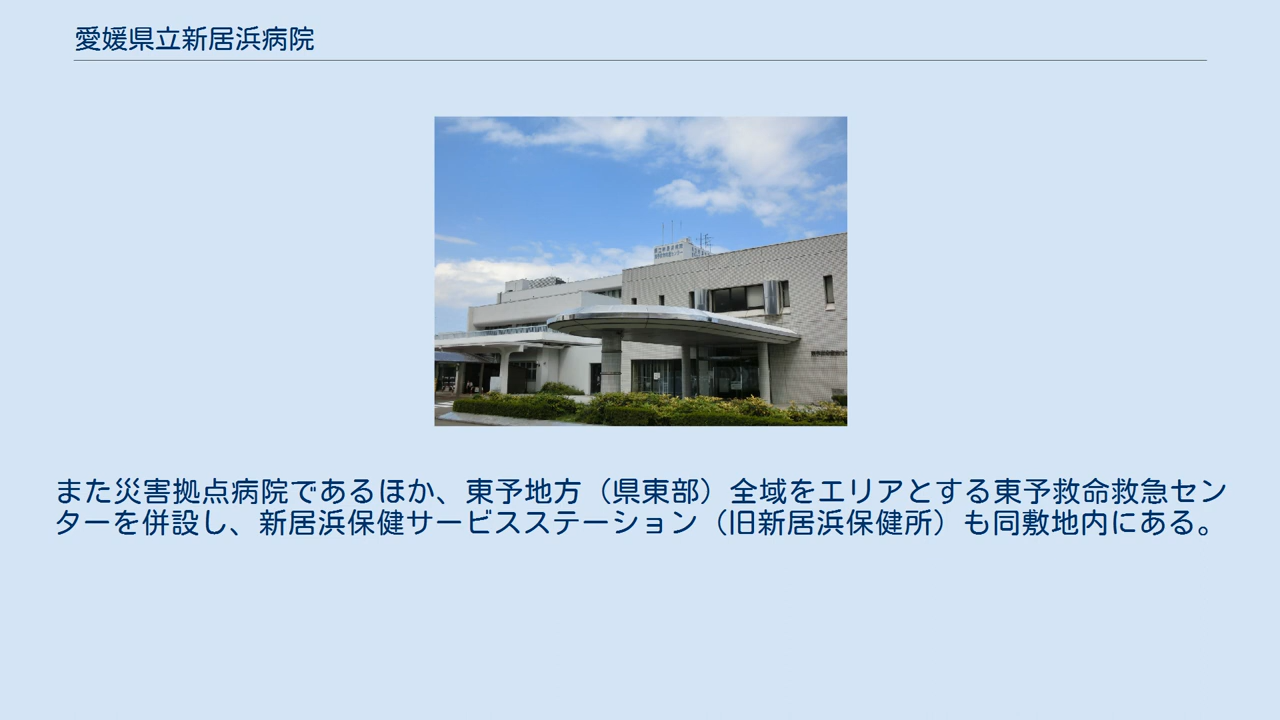 愛媛県立新居浜病院
また災害拠点病院であるほか、東予地方（県東部）全域をエリアとする東予救命救急セン
ターを併設し、新居浜保健サービスステーション（旧新居浜保健所）も同敷地内にある。